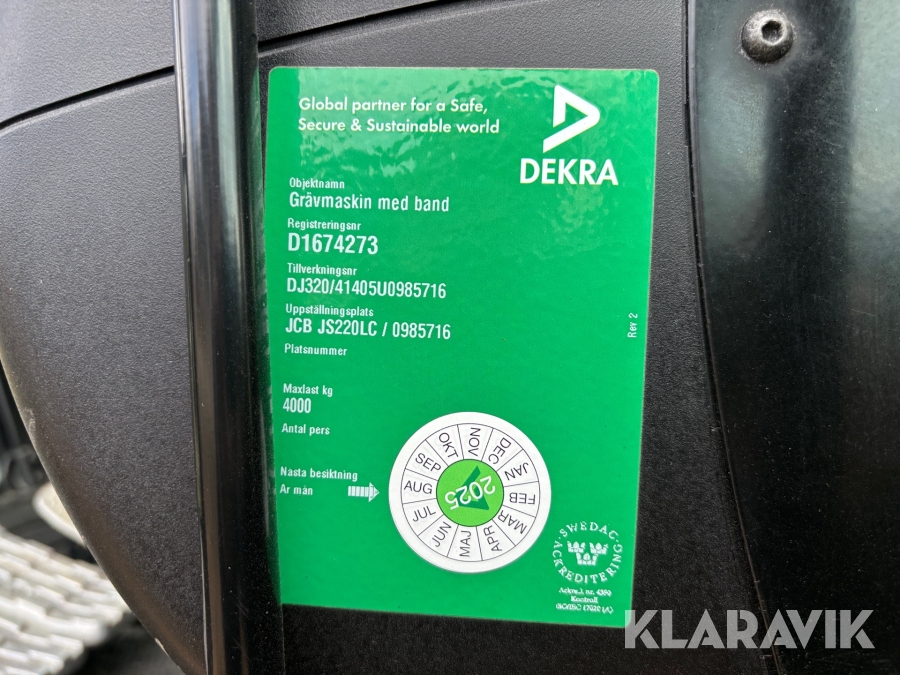 Global partner for a Safe,
Secure & Sustainable world
DEKRA
Objektnamn
Grävmaskin med band
Registreringsnr
D1674273
Tillverkningsnr
DJ320/41405U0985716
Uppställningsplats
JCB JS220LC / 0985716
Platsnummer
Rev 2
Maxlast kg
4000
Antal pers
Nästa besiktning
År mån
JAN
FEB
MAR
APR
MAJ
JUN
JUL
AUG
SEP
OKT
NOV
DEC
2025
SWEDAC
ACKREDITERING
Kontroll
KLARAVIK